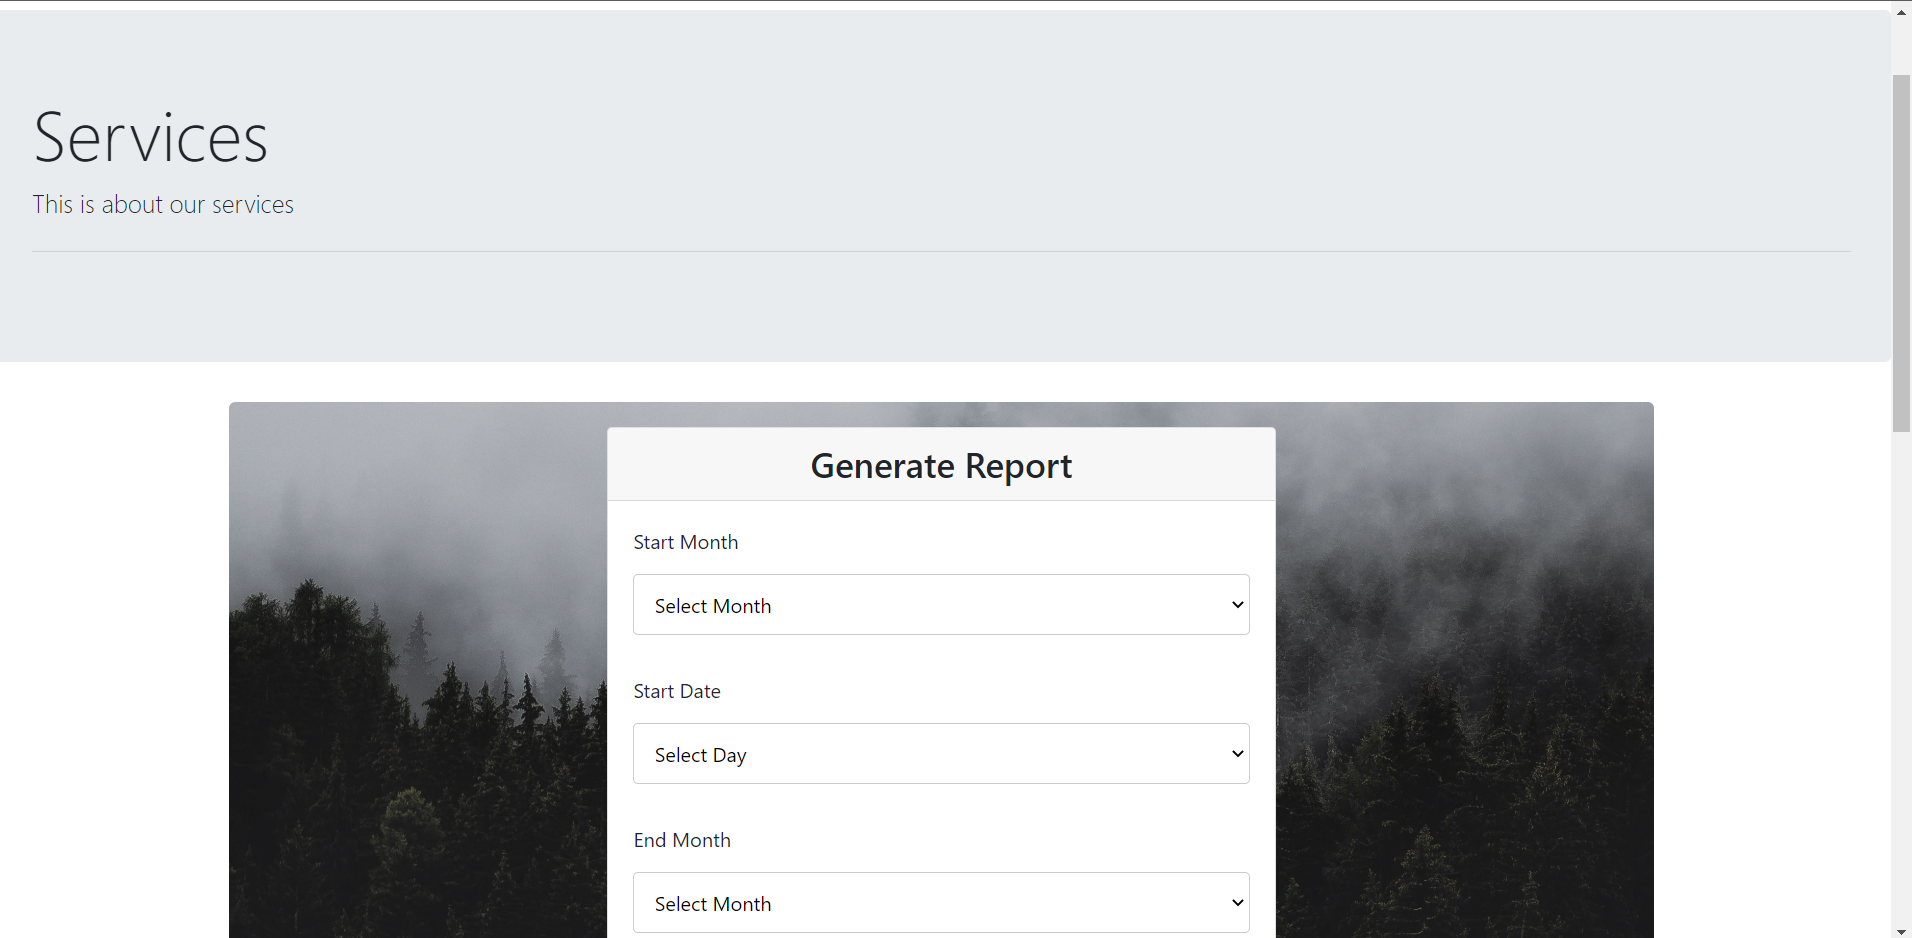 Services
This is about our services
Generate Report
Start Month
Select Month
Start Date
Select Day
End Month
Select Month